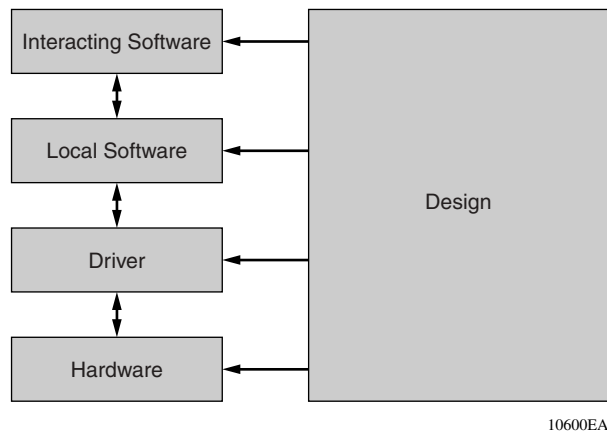 Interacting Software
Local Software
Design
Driver
Hardware
10600EA